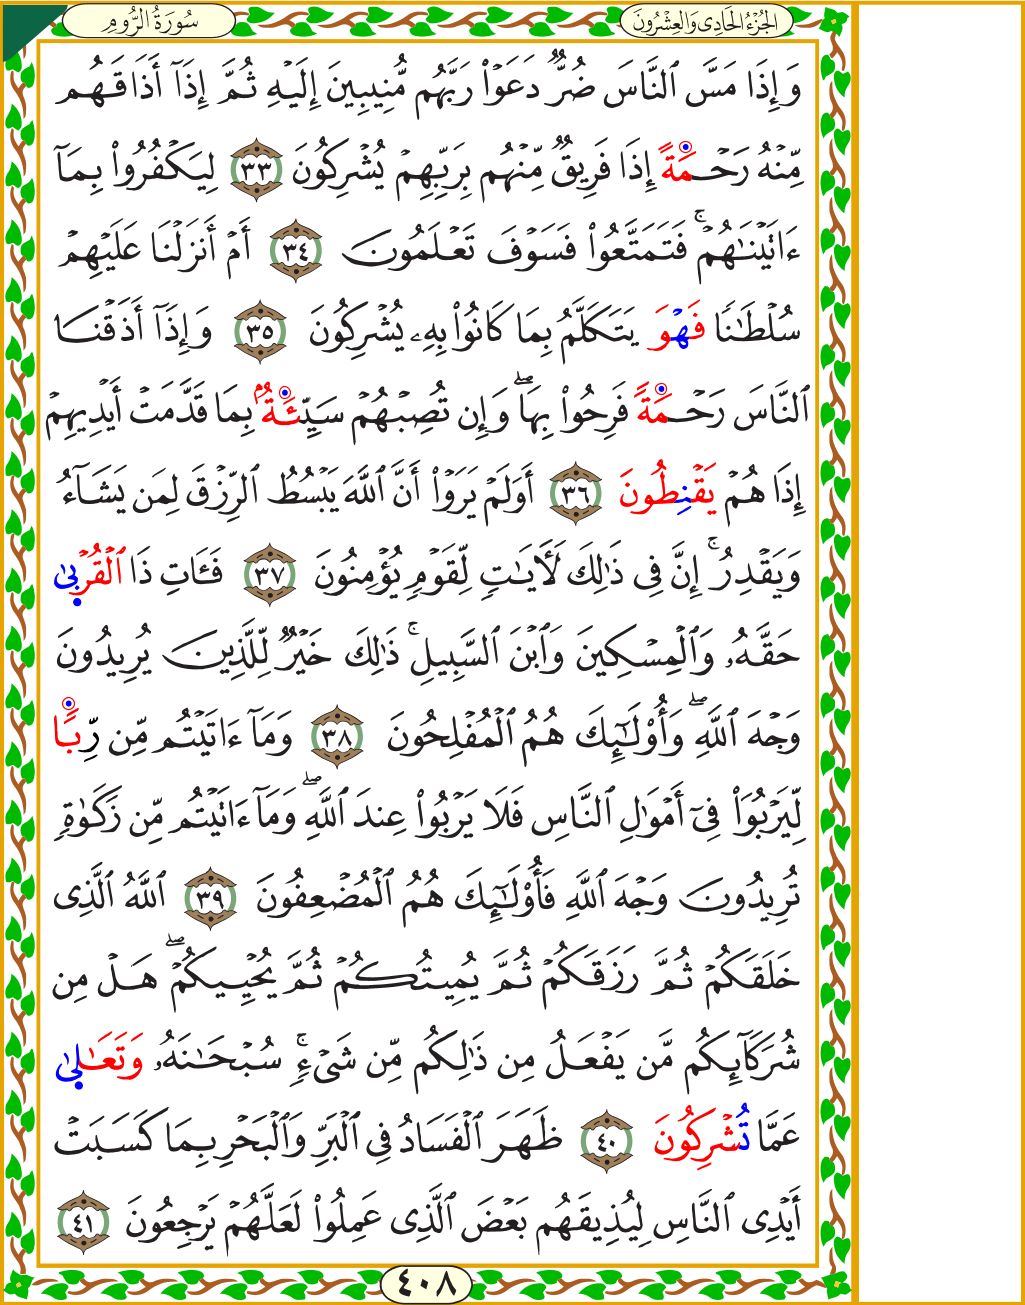 الجُزْءُ الحَادِى وَالعِشْرُونَ
سُورَةُ الرُّومِ
وَإِذَا مَسَّ ٱلنَّاسَ ضُرٌّ دَعَوْا۟ رَبَّهُم مُّنِيبِينَ إِلَيْهِ ثُمَّ إِذَآ أَذَاقَهُم
مِّنْهُ رَحْمَةً إِذَا فَرِيقٌ مِّنْهُم بِرَبِّهِمْ يُشْرِكُونَ ٣٣ لِيَكْفُرُوا۟ بِمَآ
ءَاتَيْنَٰهُمْ ۚ فَتَمَتَّعُوا۟ فَسَوْفَ تَعْلَمُونَ ٣٤ أَمْ أَنزَلْنَا عَلَيْهِمْ
سُلْطَٰنًا فَهْوَ يَتَكَلَّمُ بِمَا كَانُوا۟ بِهِۦ يُشْرِكُونَ ٣٥ وَإِذَآ أَذَقْنَا
ٱلنَّاسَ رَحْمَةً فَرِحُوا۟ بِهَا ۖ وَإِن تُصِبْهُمْ سَيِّئَةٌۢ بِمَا قَدَّمَتْ أَيْدِيهِمْ
إِذَا هُمْ يَقْنِطُونَ ٣٦ أَوَلَمْ يَرَوْا۟ أَنَّ ٱللَّهَ يَبْسُطُ ٱلرِّزْقَ لِمَن يَشَآءُ
وَيَقْدِرُ ۚ إِنَّ فِى ذَٰلِكَ لَءَايَٰتٍ لِّقَوْمٍ يُؤْمِنُونَ ٣٧ فَـَٔاتِ ذَا ٱلْقُرْبَىٰ
حَقَّهُۥ وَٱلْمِسْكِينَ وَٱبْنَ ٱلسَّبِيلِ ۚ ذَٰلِكَ خَيْرٌ لِّلَّذِينَ يُرِيدُونَ
وَجْهَ ٱللَّهِ ۖ وَأُو۟لَٰٓئِكَ هُمُ ٱلْمُفْلِحُونَ ٣٨ وَمَآ ءَاتَيْتُم مِّن رِّبًا
لِّيَرْبُوَا۟ فِىٓ أَمْوَٰلِ ٱلنَّاسِ فَلَا يَرْبُوا۟ عِندَ ٱللَّهِ ۖ وَمَآ ءَاتَيْتُم مِّن زَكَوٰةٍ
تُرِيدُونَ وَجْهَ ٱللَّهِ فَأُو۟لَٰٓئِكَ هُمُ ٱلْمُضْعِفُونَ ٣٩ ٱللَّهُ ٱلَّذِى
خَلَقَكُمْ ثُمَّ رَزَقَكُمْ ثُمَّ يُمِيتُكُمْ ثُمَّ يُحْيِيكُمْ ۖ هَلْ مِن
شُرَكَآئِكُم مَّن يَفْعَلُ مِن ذَٰلِكُم مِّن شَىْءٍ ۚ سُبْحَٰنَهُۥ وَتَعَٰلَىٰ
عَمَّا تُشْرِكُونَ ٤٠ ظَهَرَ ٱلْفَسَادُ فِى ٱلْبَرِّ وَٱلْبَحْرِ بِمَا كَسَبَتْ
أَيْدِى ٱلنَّاسِ لِيُذِيقَهُم بَعْضَ ٱلَّذِى عَمِلُوا۟ لَعَلَّهُمْ يَرْجِعُونَ ٤١
٤٠٨